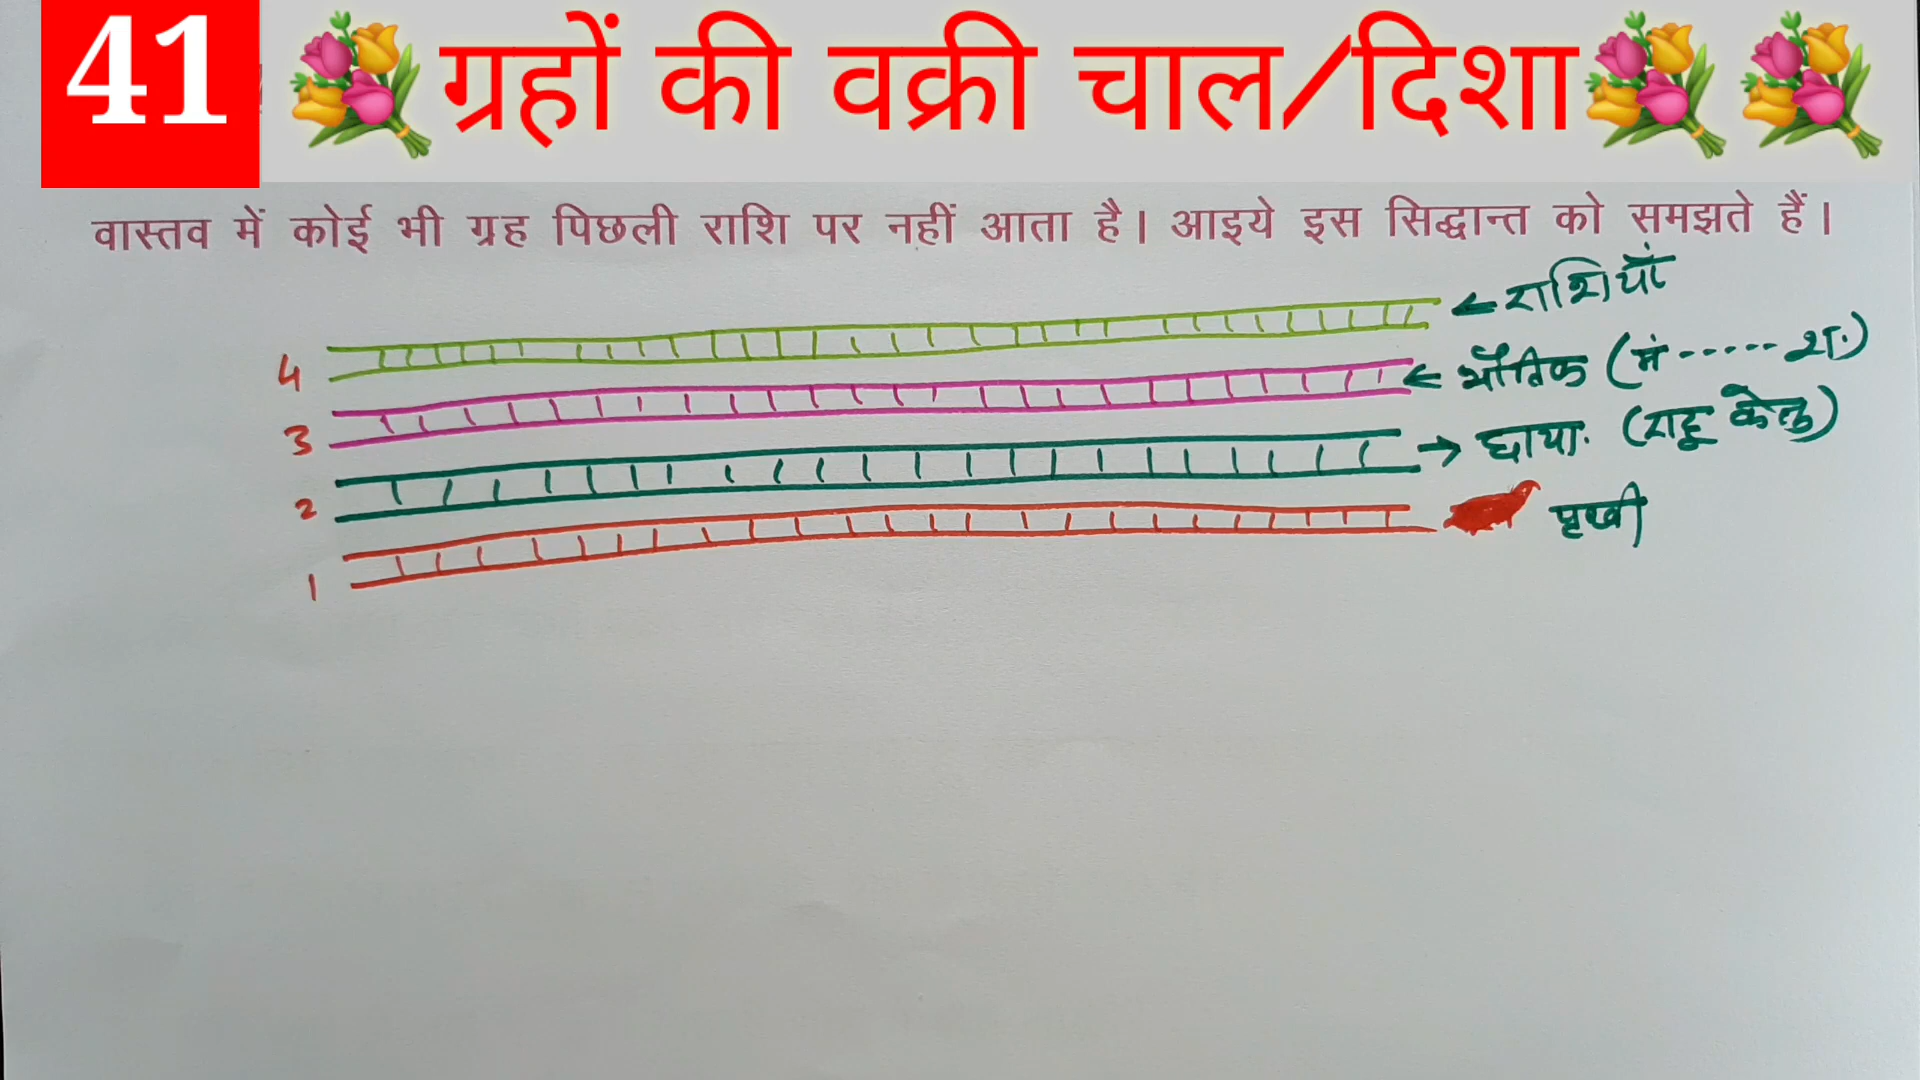 41 ग्रहों की वक्री चाल/दिशा
वास्तव में कोई भी ग्रह पिछली राशि पर नहीं आता है। आइये इस सिद्धान्त को समझते हैं।
4 ← राशियाँ
3 ← भौतिक (मं ----- श.)
2 → छाया. (राहू केतु)
1 पृथ्वी